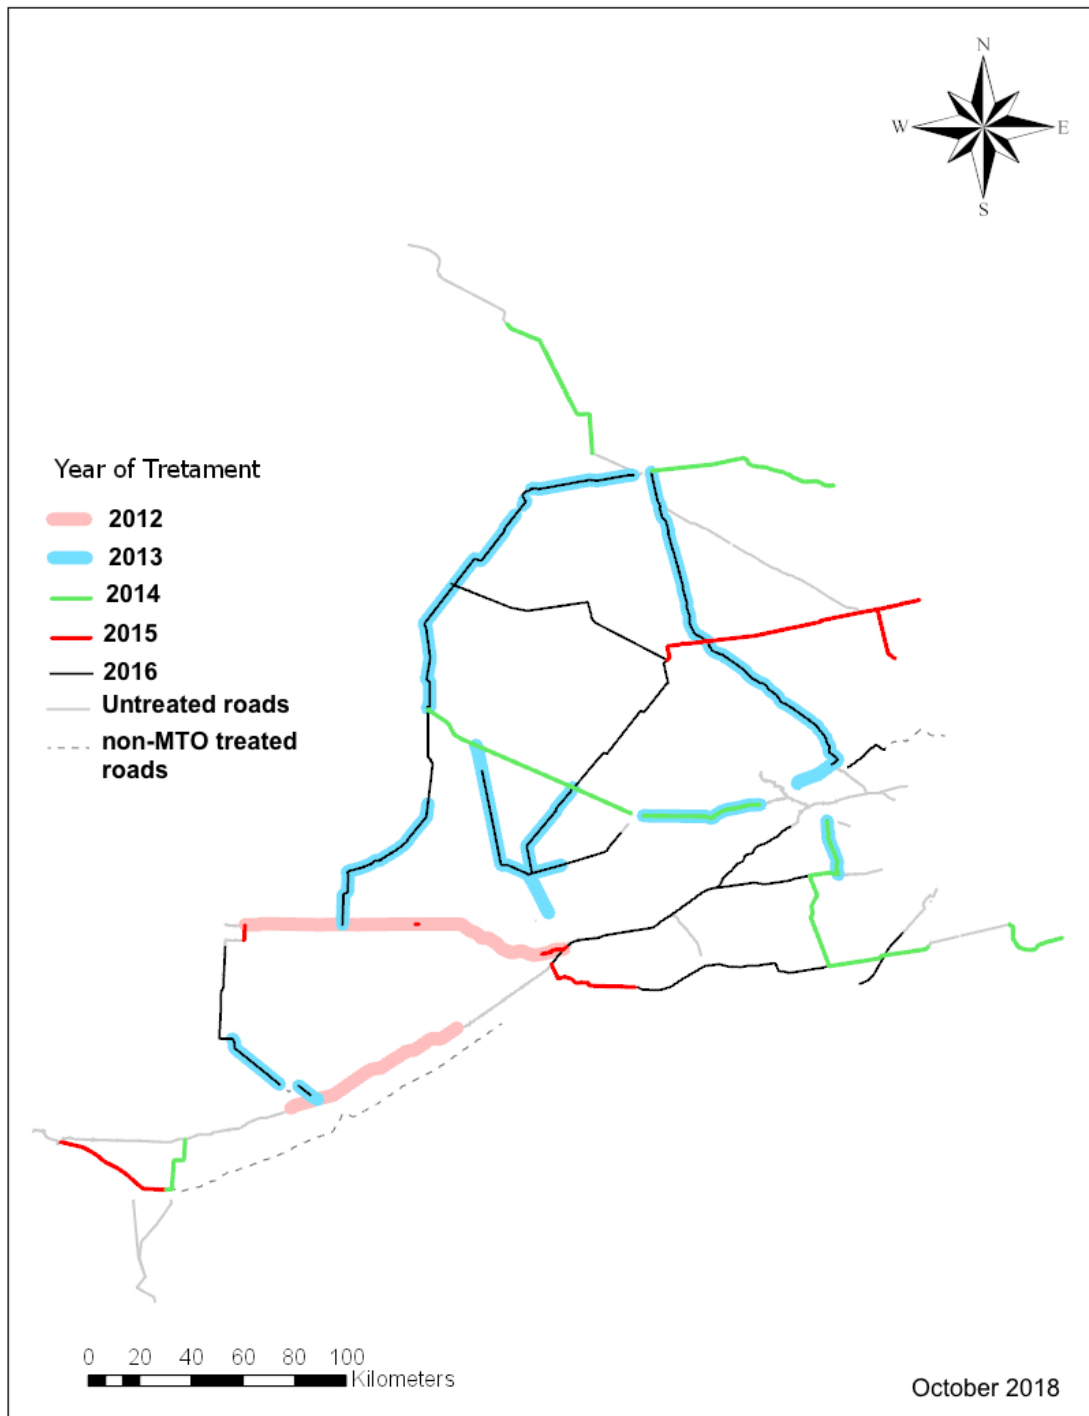 N
W E
S
Year of Tretament
2012
2013
2014
2015
2016
Untreated roads
non-MTO treated
roads
0 20 40 60 80 100
Kilometers
October 2018